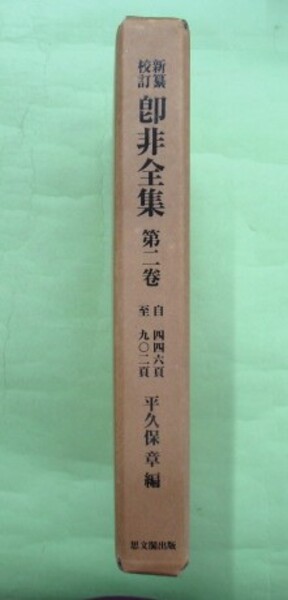 新纂
校訂
即非全集
第二卷
自 四四六頁
至 九〇二頁
平久保 章 編
思文閣出版